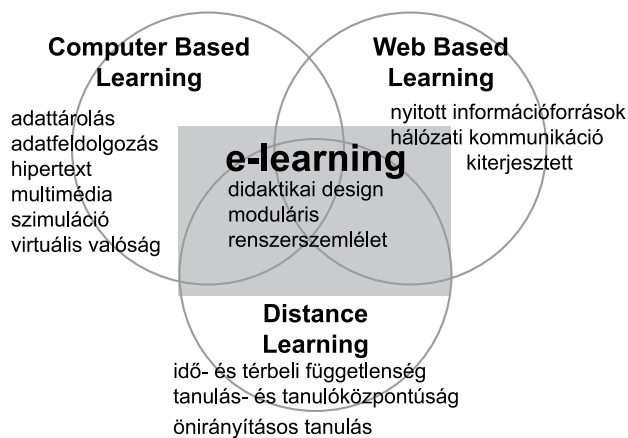 Computer Based
Learning
adattárolás
adatfeldolgozás
hipertext
multimédia
szimuláció
virtuális valóság
Web Based
Learning
nyitott információforrások
hálózati kommunikáció
kiterjesztett
e-learning
didaktikai design
moduláris
renszerszemlélet
Distance
Learning
idő- és térbeli függetlenség
tanulás- és tanulóközpontúság
önirányításos tanulás